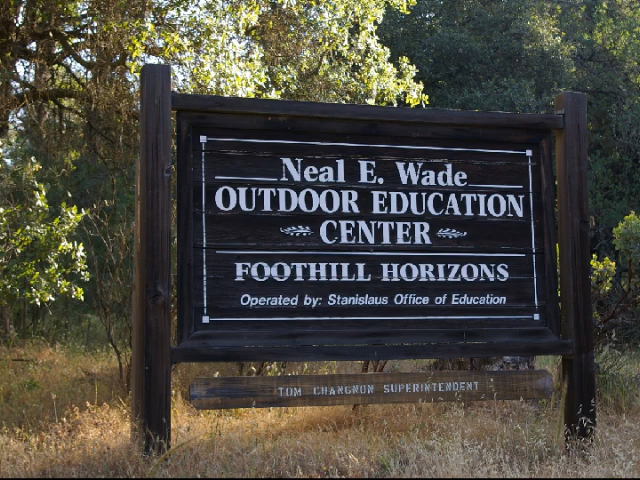 Neal E. Wade
OUTDOOR EDUCATION
CENTER
FOOTHILL HORIZONS
Operated by: Stanislaus Office of Education
TOM CHANGNON SUPERINTENDENT